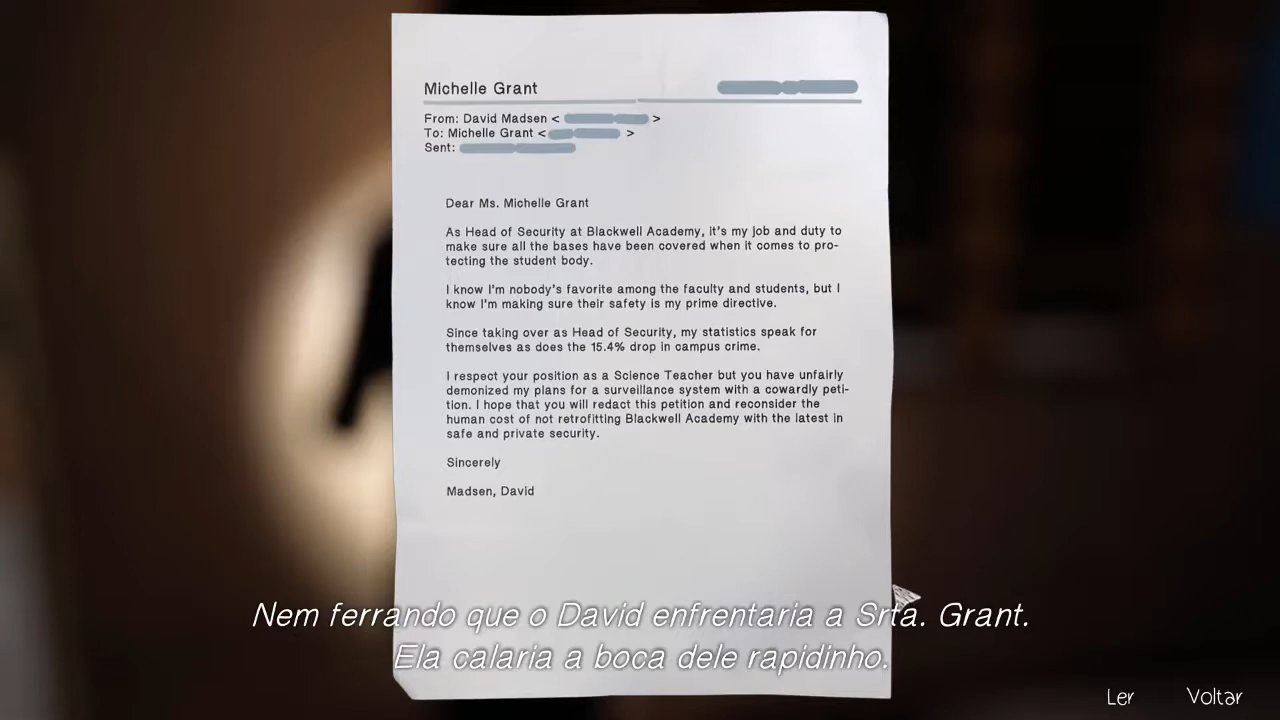 Michelle Grant
From: David Madsen < >
To: Michelle Grant < >
Sent:
Dear Ms. Michelle Grant
As Head of Security at Blackwell Academy, it's my job and duty to
make sure all the bases have been covered when it comes to pro-
tecting the student body.
I know I'm nobody's favorite among the faculty and students, but I
know I'm making sure their safety is my prime directive.
Since taking over as Head of Security, my statistics speak for
themselves as does the 15.4% drop in campus crime.
I respect your position as a Science Teacher but you have unfairly
demonized my plans for a surveillance system with a cowardly peti-
tion. I hope that you will redact this petition and reconsider the
human cost of not retrofitting Blackwell Academy with the latest in
safe and private security.
Sincerely
Madsen, David
Nem ferrando que o David enfrentaria a Srta. Grant.
Ela calaria a boca dele rapidinho.
Ler Voltar